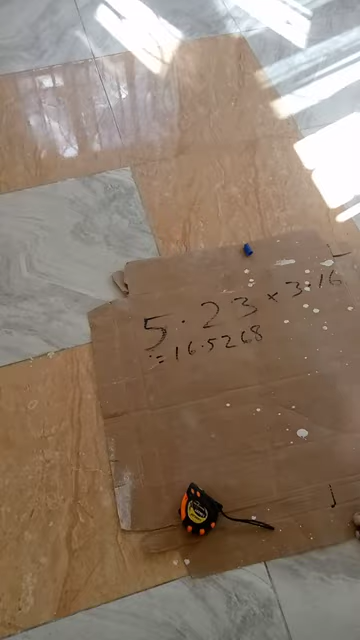 5.23 x 3.16
:= 16.5268